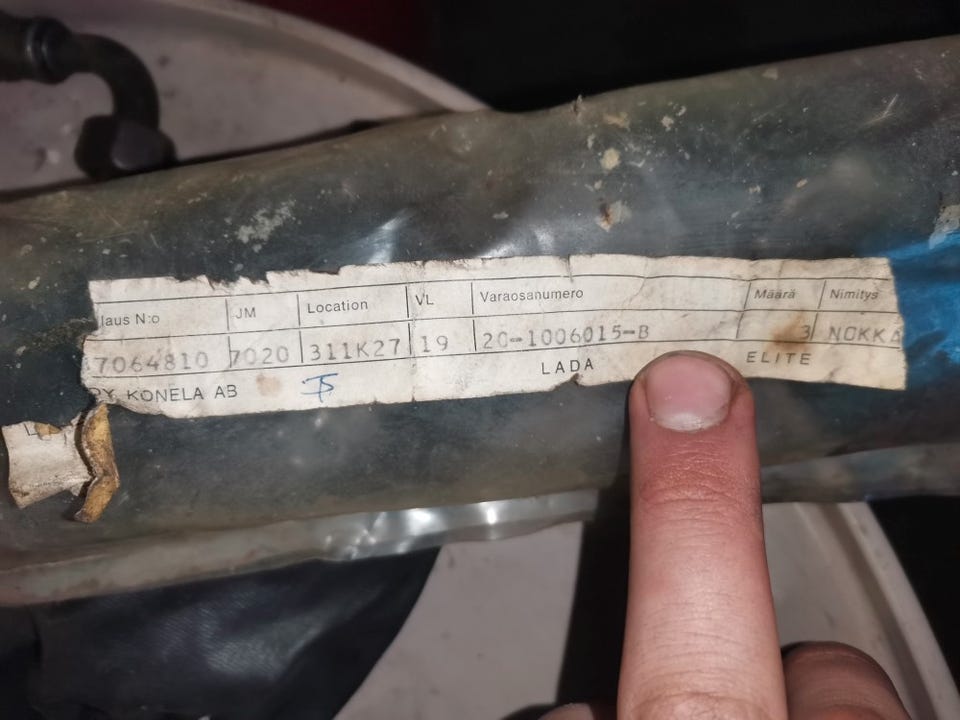 laus N:o JM Location VL Varaosanumero Määrä Nimitys
7064810 7020 311K27 19 20-1006015-B 3 NOKKA
OY KONELA AB LADA ELITE